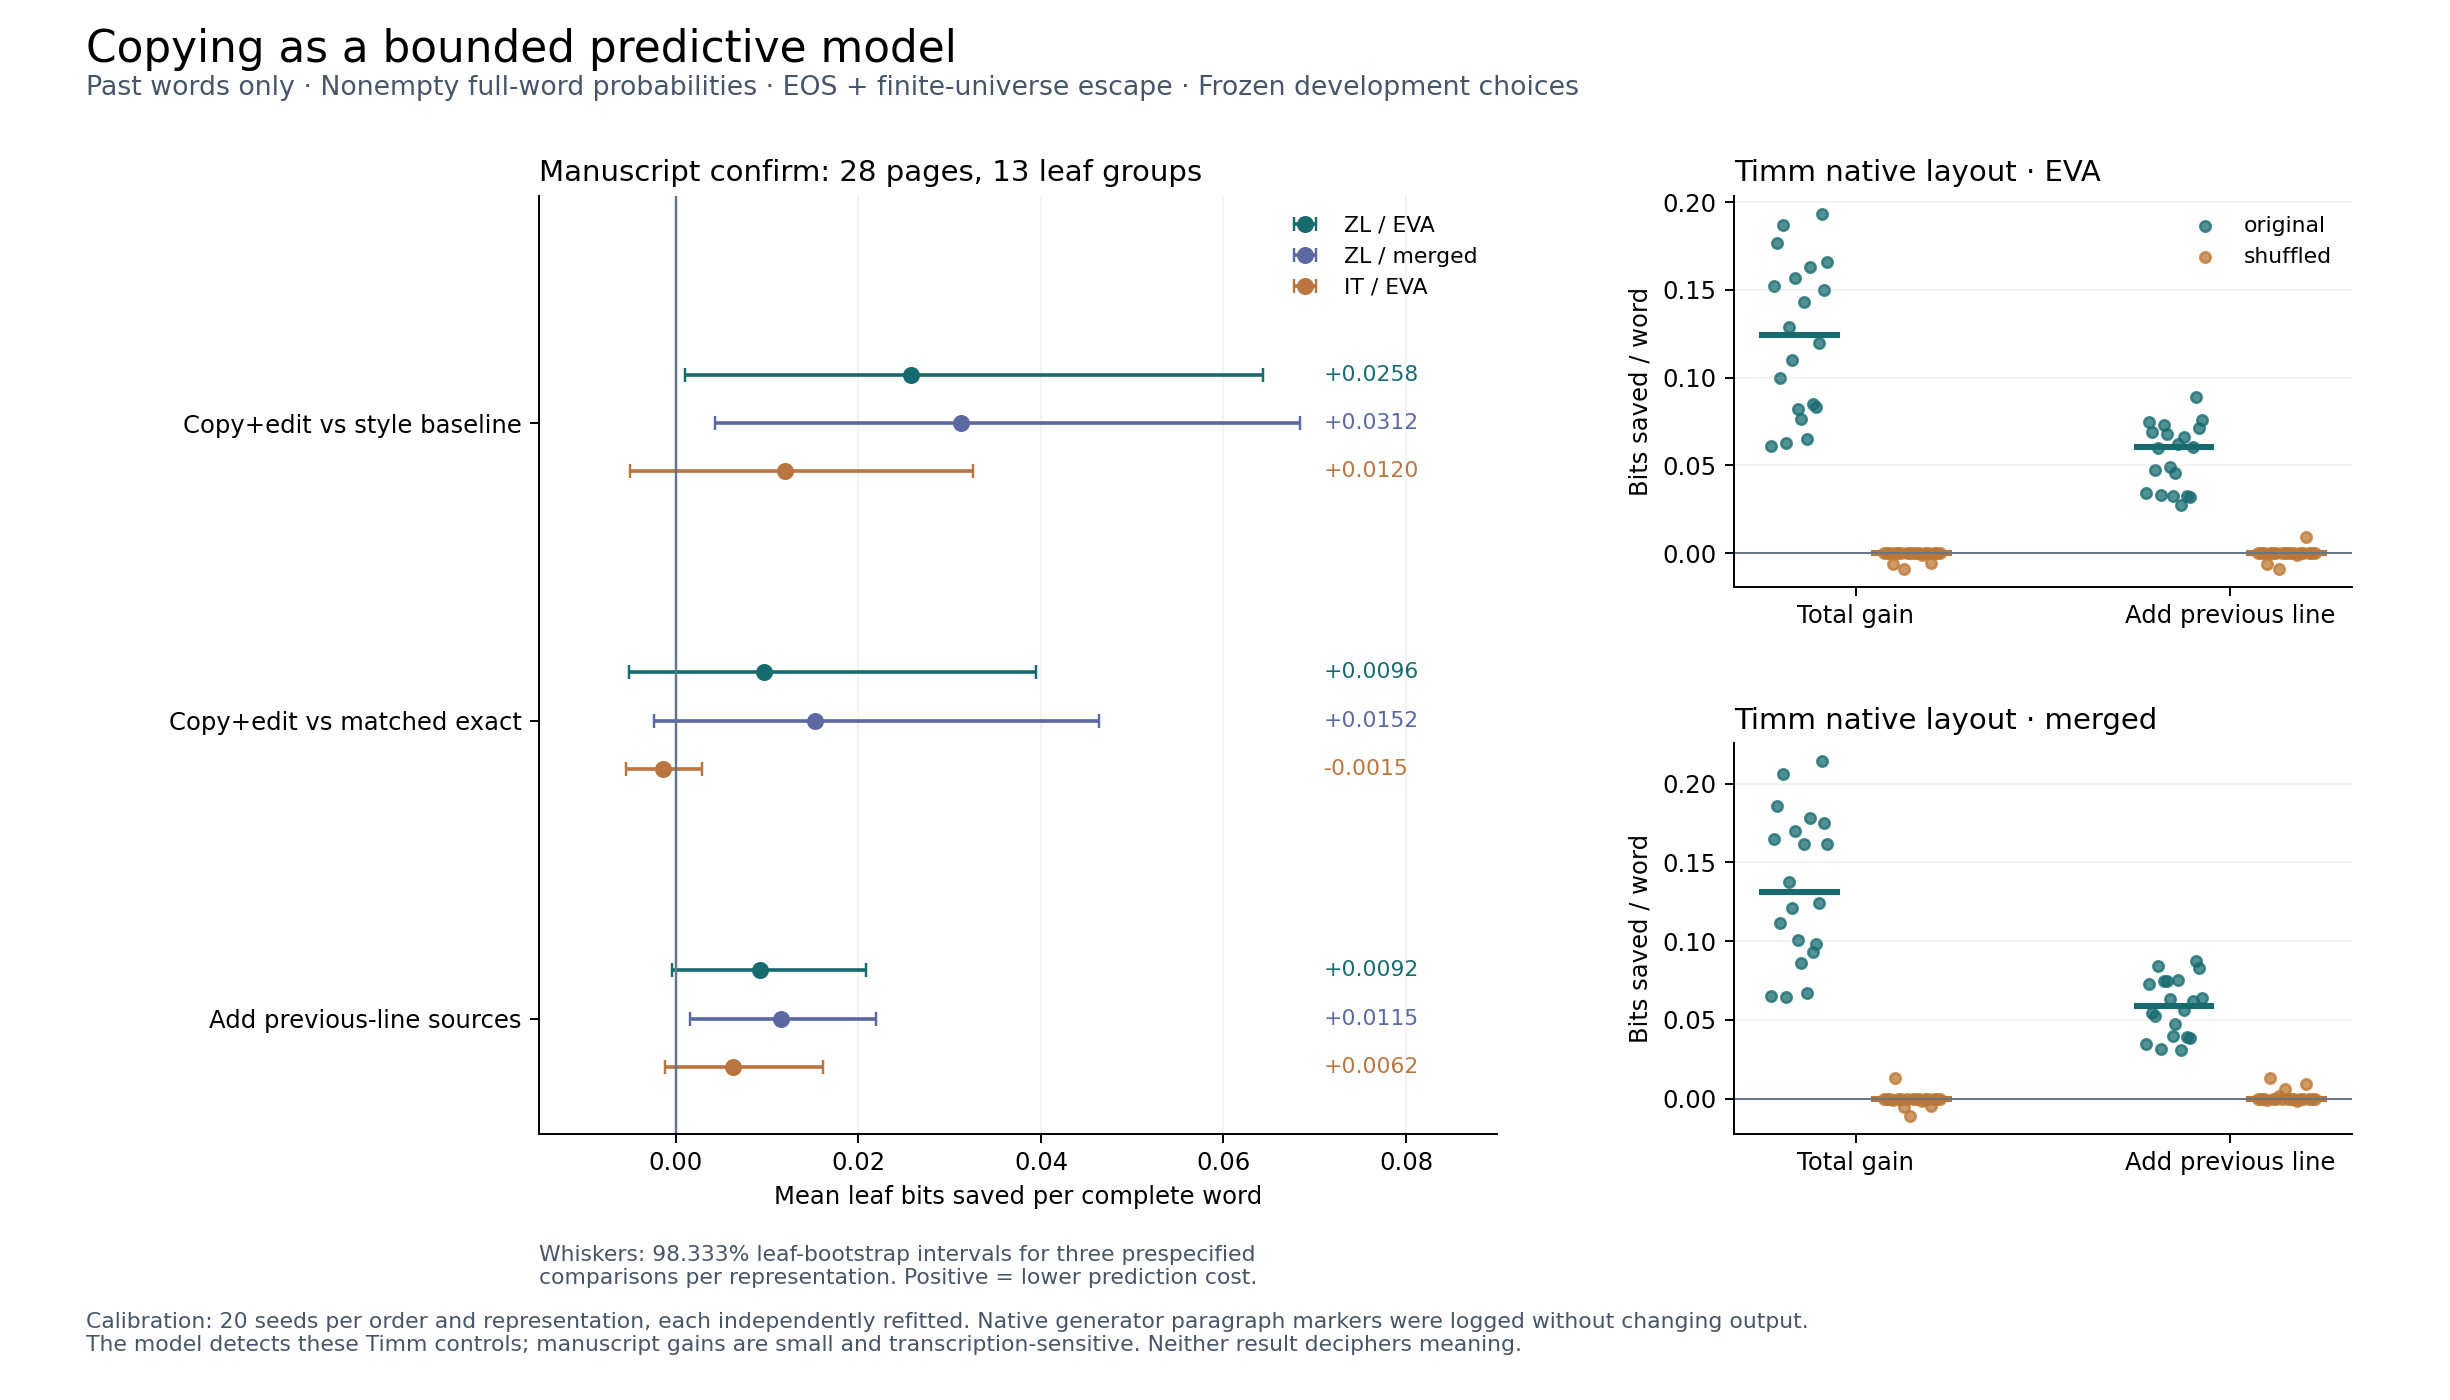 Copying as a bounded predictive model
Past words only · Nonempty full-word probabilities · EOS + finite-universe escape · Frozen development choices
Manuscript confirm: 28 pages, 13 leaf groups
ZL / EVA
ZL / merged
IT / EVA
Copy+edit vs style baseline
+0.0258
+0.0312
+0.0120
Copy+edit vs matched exact
+0.0096
+0.0152
-0.0015
Add previous-line sources
+0.0092
+0.0115
+0.0062
0.00 0.02 0.04 0.06 0.08
Mean leaf bits saved per complete word
Whiskers: 98.333% leaf-bootstrap intervals for three prespecified
comparisons per representation. Positive = lower prediction cost.
Timm native layout · EVA
original
shuffled
Bits saved / word
0.20
0.15
0.10
0.05
0.00
Total gain Add previous line
Timm native layout · merged
Bits saved / word
0.20
0.15
0.10
0.05
0.00
Total gain Add previous line
Calibration: 20 seeds per order and representation, each independently refitted. Native generator paragraph markers were logged without changing output.
The model detects these Timm controls; manuscript gains are small and transcription-sensitive. Neither result deciphers meaning.